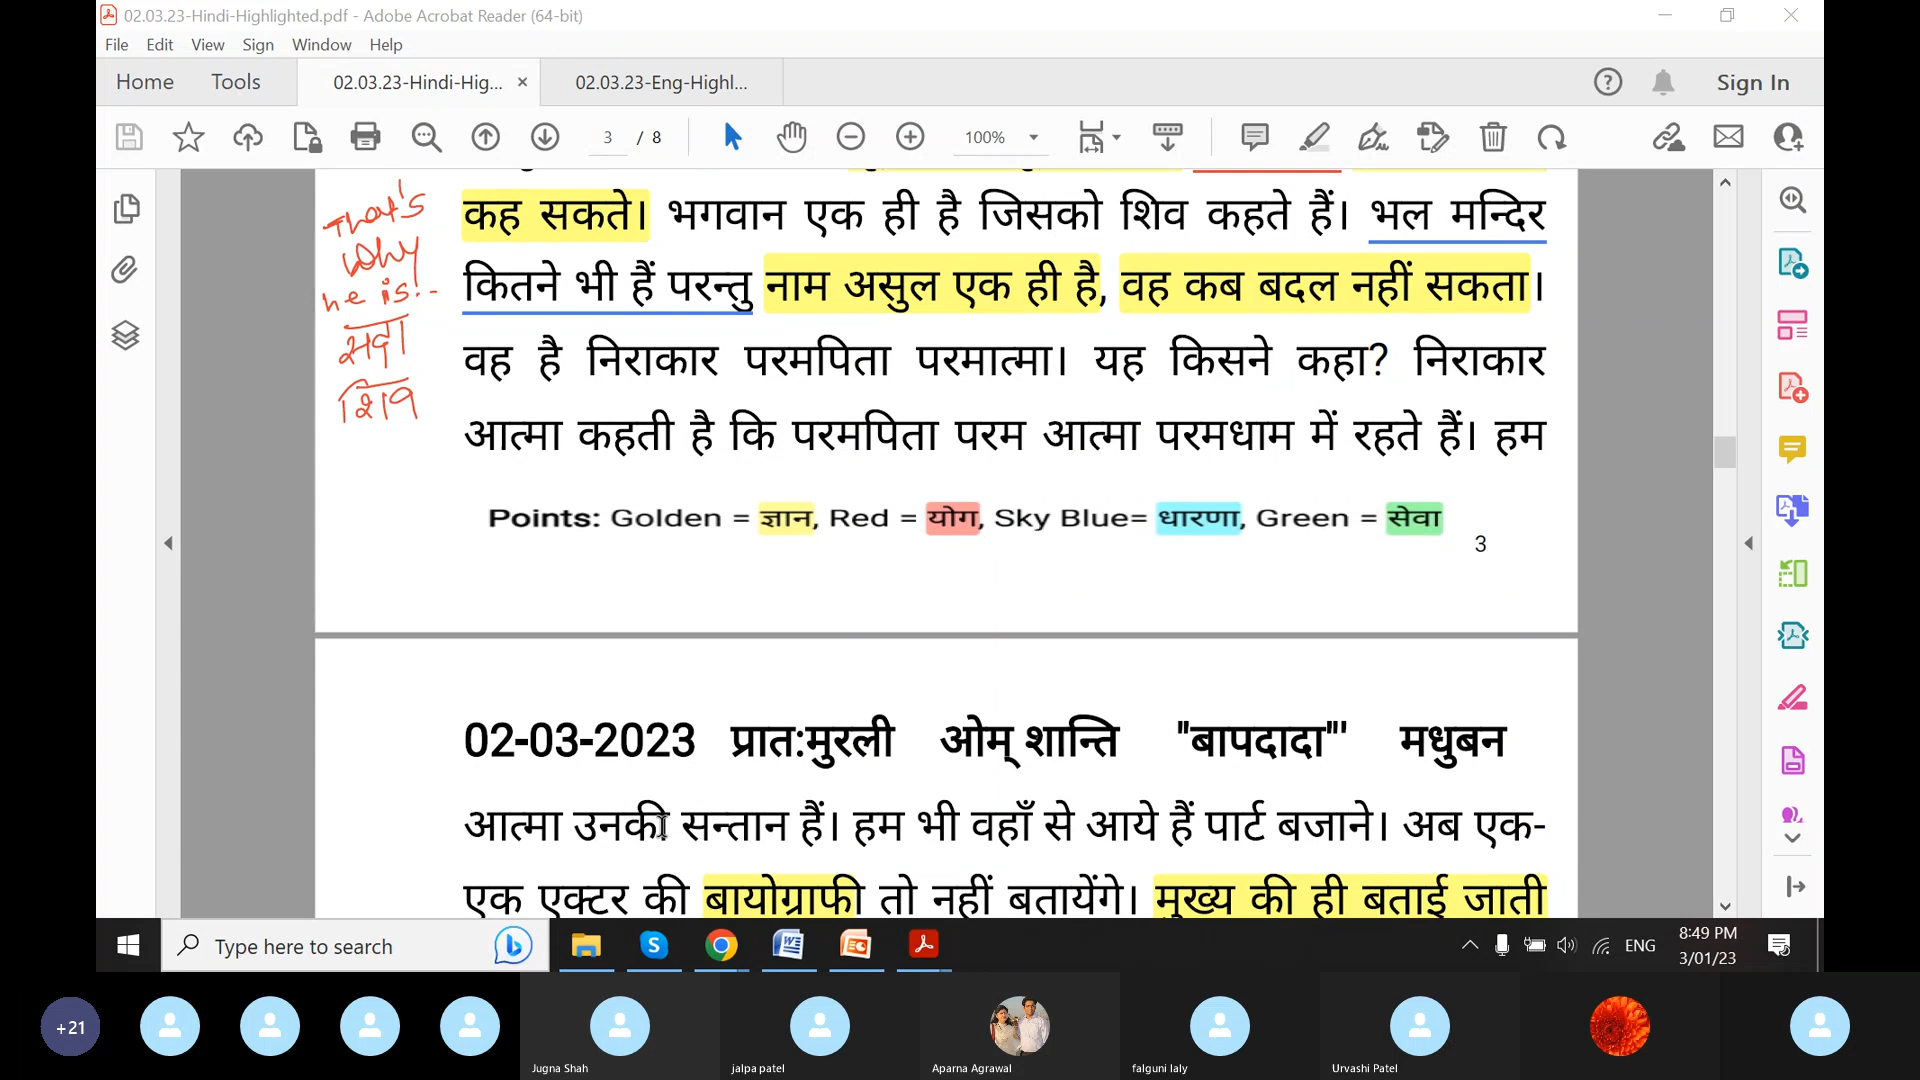 02.03.23-Hindi-Highlighted.pdf - Adobe Acrobat Reader (64-bit)
File Edit View Sign Window Help
Home Tools 02.03.23-Hindi-Hig... × 02.03.23-Eng-Highl... Sign In
3 / 8 100%
That's
why
he is!..
सदा
शिव
कह सकते। भगवान एक ही है जिसको शिव कहते हैं। भल मन्दिर
कितने भी हैं परन्तु नाम असुल एक ही है, वह कब बदल नहीं सकता।
वह है निराकार परमपिता परमात्मा। यह किसने कहा? निराकार
आत्मा कहती है कि परमपिता परम आत्मा परमधाम में रहते हैं। हम
Points: Golden = ज्ञान, Red = योग, Sky Blue= धारणा, Green = सेवा
3
02-03-2023 प्रात:मुरली ओम् शान्ति "बापदादा"' मधुबन
आत्मा उनकी सन्तान हैं। हम भी वहाँ से आये हैं पार्ट बजाने। अब एक-
एक एक्टर की बायोग्राफी तो नहीं बतायेंगे। मुख्य की ही बताई जाती
Type here to search
ENG
8:49 PM
3/01/23
+21
Jugna Shah jalpa patel Aparna Agrawal falguni laly Urvashi Patel